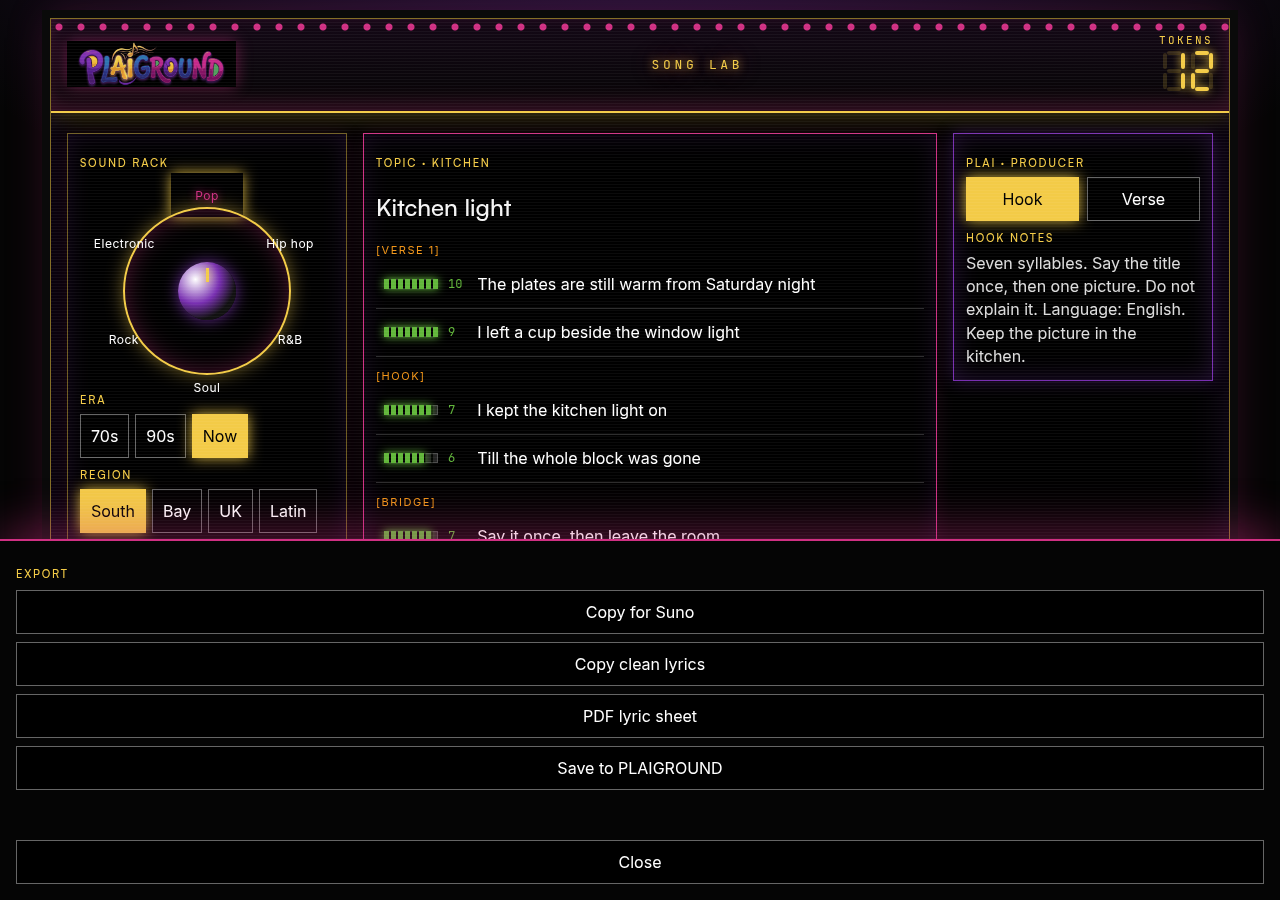 PLAIGROUND
SONG LAB
TOKENS
12
SOUND RACK
Pop
Electronic
Hip hop
Rock
R&B
Soul
ERA
70s
90s
Now
REGION
South
Bay
UK
Latin
TOPIC • KITCHEN
Kitchen light
[VERSE 1]
10 The plates are still warm from Saturday night
9 I left a cup beside the window light
[HOOK]
7 I kept the kitchen light on
6 Till the whole block was gone
[BRIDGE]
7 Say it once, then leave the room
PLAI • PRODUCER
Hook
Verse
HOOK NOTES
Seven syllables. Say the title
once, then one picture. Do not
explain it. Language: English.
Keep the picture in the
kitchen.
EXPORT
Copy for Suno
Copy clean lyrics
PDF lyric sheet
Save to PLAIGROUND
Close